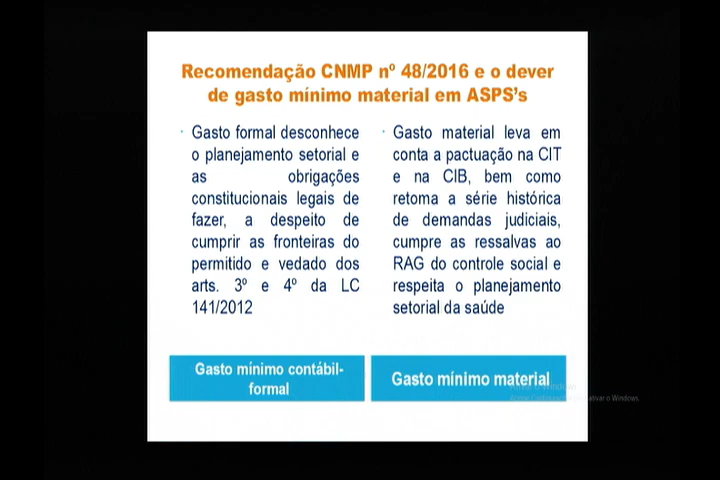 Recomendação CNMP nº 48/2016 e o dever
de gasto mínimo material em ASPS's
Gasto formal desconhece
o planejamento setorial e
as obrigações
constitucionais legais de
fazer, a despeito de
cumprir as fronteiras do
permitido e vedado dos
arts. 3º e 4º da LC
141/2012
Gasto material leva em
conta a pactuação na CIT
e na CIB, bem como
retoma a série histórica
de demandas judiciais,
cumpre as ressalvas ao
RAG do controle social e
respeita o planejamento
setorial da saúde
Gasto mínimo contábil-
formal
Gasto mínimo material